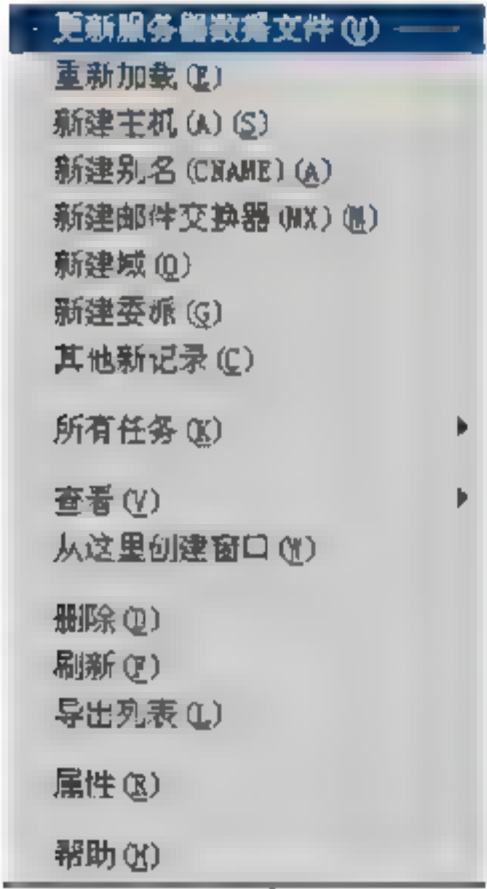 更新服务器数据文件(U)
重新加载(E)
新建主机(A)(S)
新建别名(CNAME)(A)
新建邮件交换器(MX)(M)
新建域(O)
新建委派(G)
其他新记录(C)
所有任务(K)
查看(V)
从这里创建窗口(W)
删除(D)
刷新(F)
导出列表(L)
属性(R)
帮助(H)